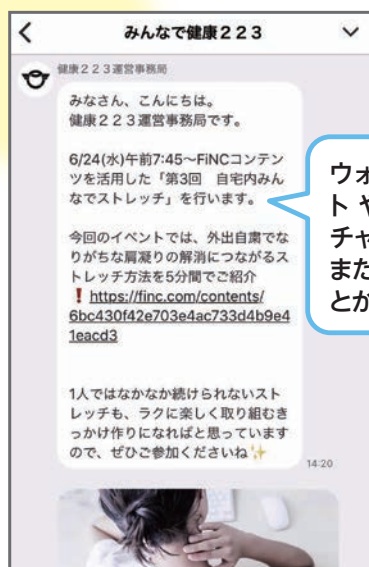 みんなで健康２２３
健康２２３運営事務局
みなさん、こんにちは。
健康２２３運営事務局です。
6/24(水)午前7:45〜FiNCコンテン
ツを活用した「第3回　自宅内みん
なでストレッチ」を行います。
今回のイベントでは、外出自粛でな
りがちな肩凝りの解消につながるス
トレッチ方法を5分間でご紹介
❗ https://finc.com/contents/
6bc430f42e703e4ac733d4b9e4
1eacd3
1人ではなかなか続けられないスト
レッチも、ラクに楽しく取り組むき
っかけ作りになればと思っています
ので、ぜひご参加くださいね✨
14:20
ウォ
ト や
チャ
また
とが